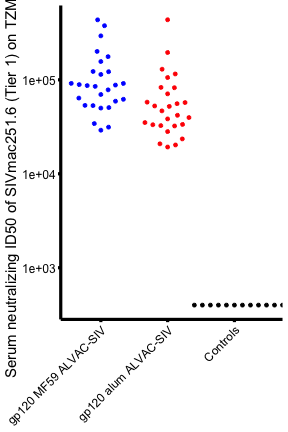 Serum neutralizing ID50 of SIVmac251.6 (Tier 1) on TZM
1e+05
1e+04
1e+03
gp120 MF59 ALVAC-SIV
gp120 alum ALVAC-SIV
Controls